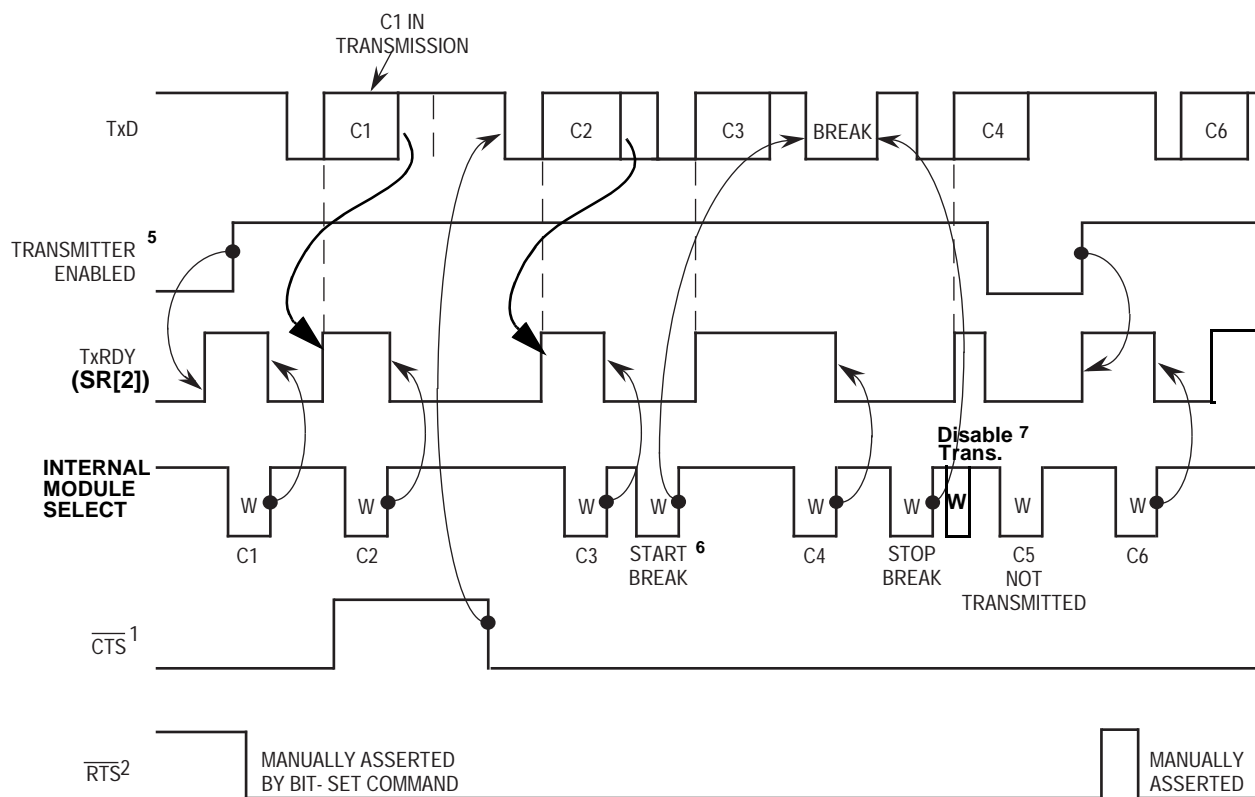 C1 IN
TRANSMISSION
TxD
C1
C2
C3
BREAK
C4
C6
TRANSMITTER 5
ENABLED
TxRDY
(SR[2])
Disable 7
Trans.
INTERNAL
MODULE
SELECT
W W W W W W W W W
C1 C2 C3 START 6 C4 STOP C5 C6
BREAK BREAK NOT
TRANSMITTED
CTS 1
RTS2
MANUALLY ASSERTED
BY BIT- SET COMMAND
MANUALLY
ASSERTED